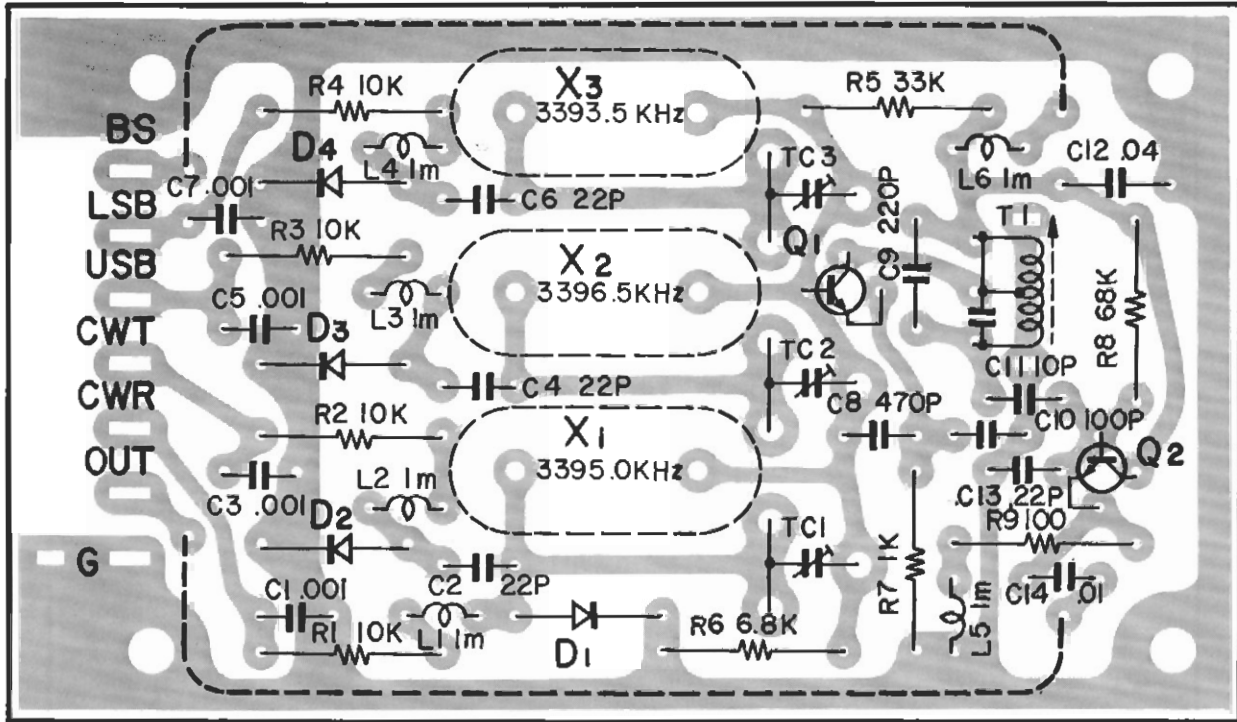 BS
LSB
USB
CWT
CWR
OUT
G
R4 10K
X3
3393.5 KHz
R5 33K
D4
L4 1m
C7 .001
C6 22P
TC3
L6 1m
C12 .04
R3 10K
Q1
C9 220P
T1
X2
3396.5KHz
L3 1m
C5 .001
D3
C4 22P
TC2
C8 470P
C11 10P
R8 68K
C10 100P
Q2
R2 10K
X1
3395.0KHz
L2 1m
C3 .001
D2
C13 22P
R9 100
TC1
R7 1K
C14 .01
L5 1m
C2 22P
C1 .001
R1 10K
L1 1m
D1
R6 6.8K